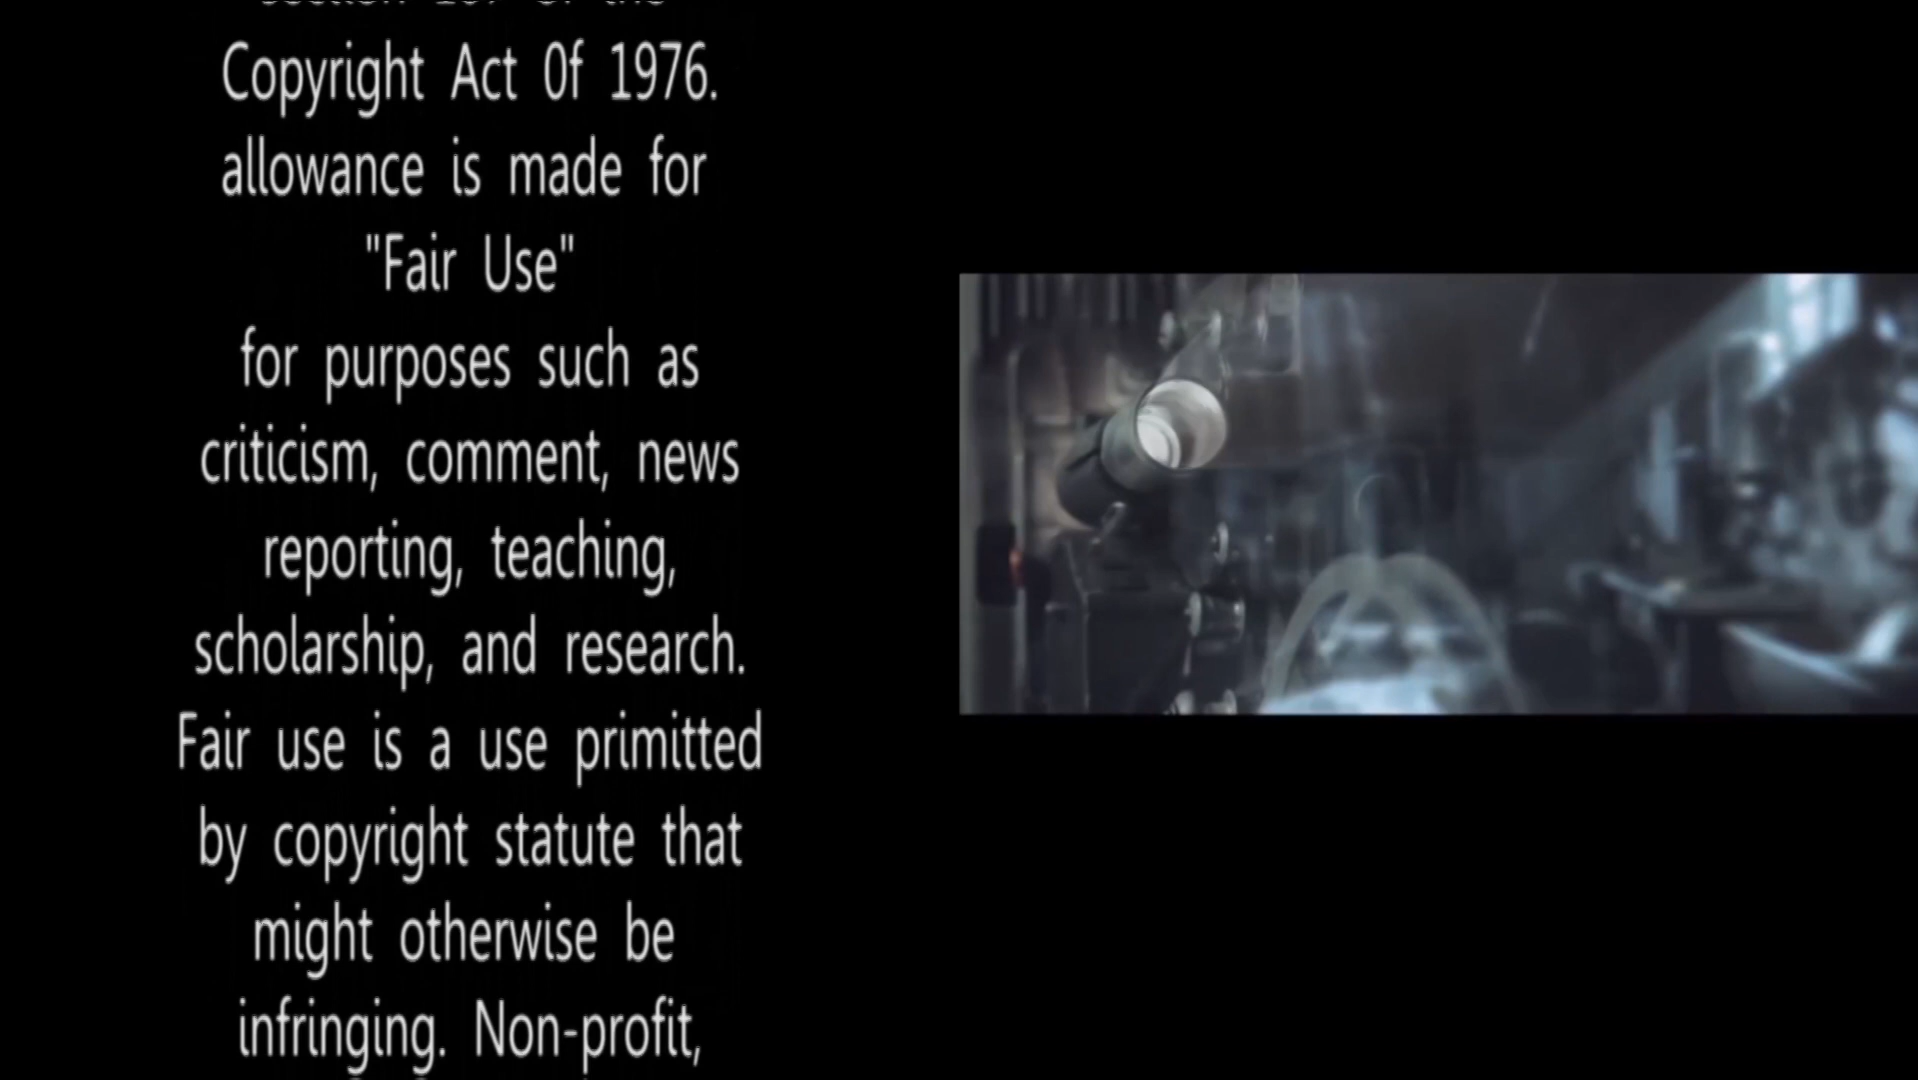 Copyright Act 0f 1976.
allowance is made for
"Fair Use"
for purposes such as
criticism, comment, news
reporting, teaching,
scholarship, and research.
Fair use is a use primitted
by copyright statute that
might otherwise be
infringing. Non-profit,